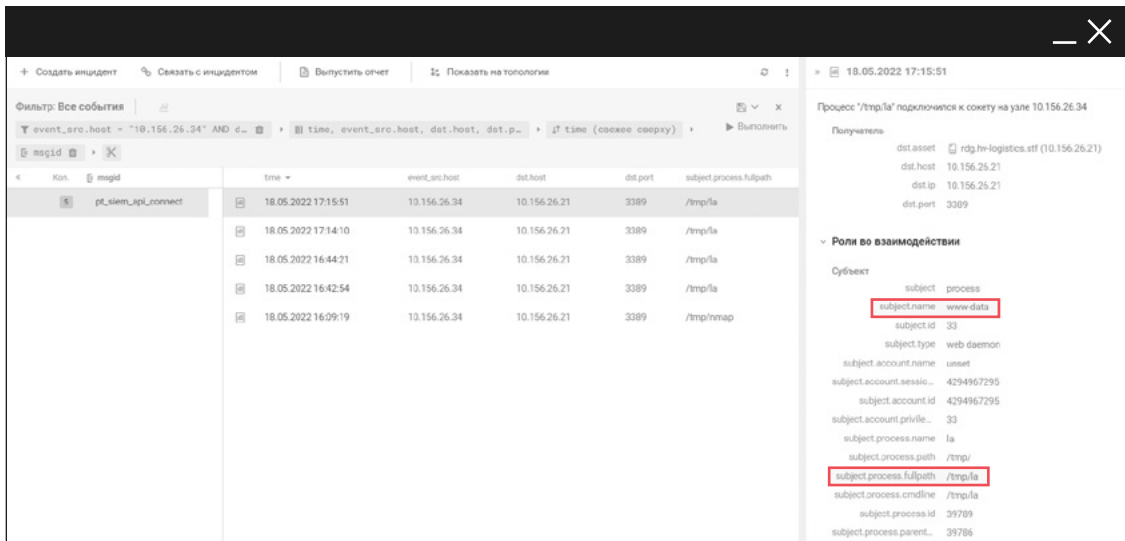 + Создать инцидент Связать с инцидентом Выпустить отчет Показать на топологии
Фильтр: Все события
event_src.host = "10.156.26.34" AND d… time, event_src.host, dst.host, dst.p… time (свежее сверху) Выполнить
msgid
Кол. msgid
5 pt_siem_api_connect
time event_src.host dst.host dst.port subject.process.fullpath
18.05.2022 17:15:51 10.156.26.34 10.156.26.21 3389 /tmp/la
18.05.2022 17:14:10 10.156.26.34 10.156.26.21 3389 /tmp/la
18.05.2022 16:44:21 10.156.26.34 10.156.26.21 3389 /tmp/la
18.05.2022 16:42:54 10.156.26.34 10.156.26.21 3389 /tmp/la
18.05.2022 16:09:19 10.156.26.34 10.156.26.21 3389 /tmp/nmap
» 18.05.2022 17:15:51
Процесс "/tmp/la" подключился к сокету на узле 10.156.26.34
Получатель
dst.asset rdg.hv-logistics.stf (10.156.26.21)
dst.host 10.156.26.21
dst.ip 10.156.26.21
dst.port 3389
Роли во взаимодействии
Субъект
subject process
subject.name www-data
subject.id 33
subject.type web daemon
subject.account.name unset
subject.account.sessio… 4294967295
subject.account.id 4294967295
subject.account.privile… 33
subject.process.name la
subject.process.path /tmp/
subject.process.fullpath /tmp/la
subject.process.cmdline /tmp/la
subject.process.id 39789
subject.process.parent… 39786